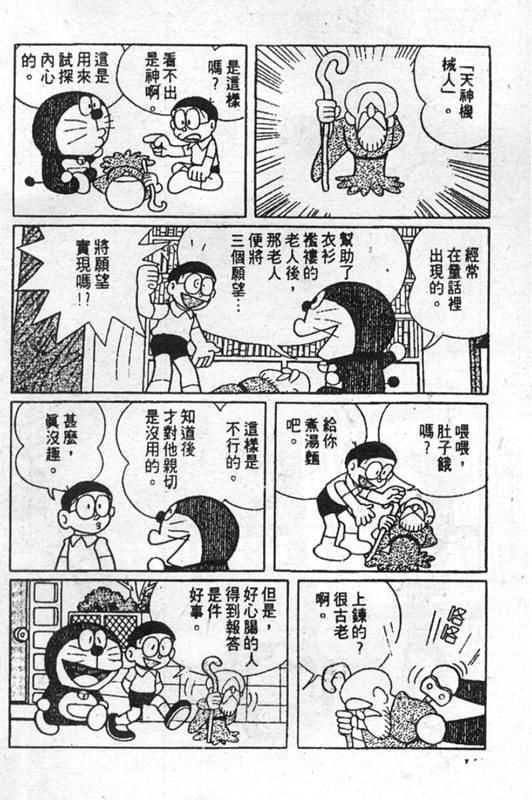 「天神機
械人」。
是這樣
嗎？
看不出
是神啊。
這是
用來
試探
內心
的。
經常
在童話裡
出現的。
幫助了
衣衫
襤褸的
老人後，
那老人
便將
三個願望…
將願望
實現嗎!?
喂喂，
肚子餓
嗎？
給你
煮湯麵
吧。
這樣是
不行的。
知道後
才對他親切
是沒用的。
甚麼，
眞沒趣。
咯咯
上鍊的？
很古老
啊。
但是，
好心腸的人
得到報答
是件
好事。